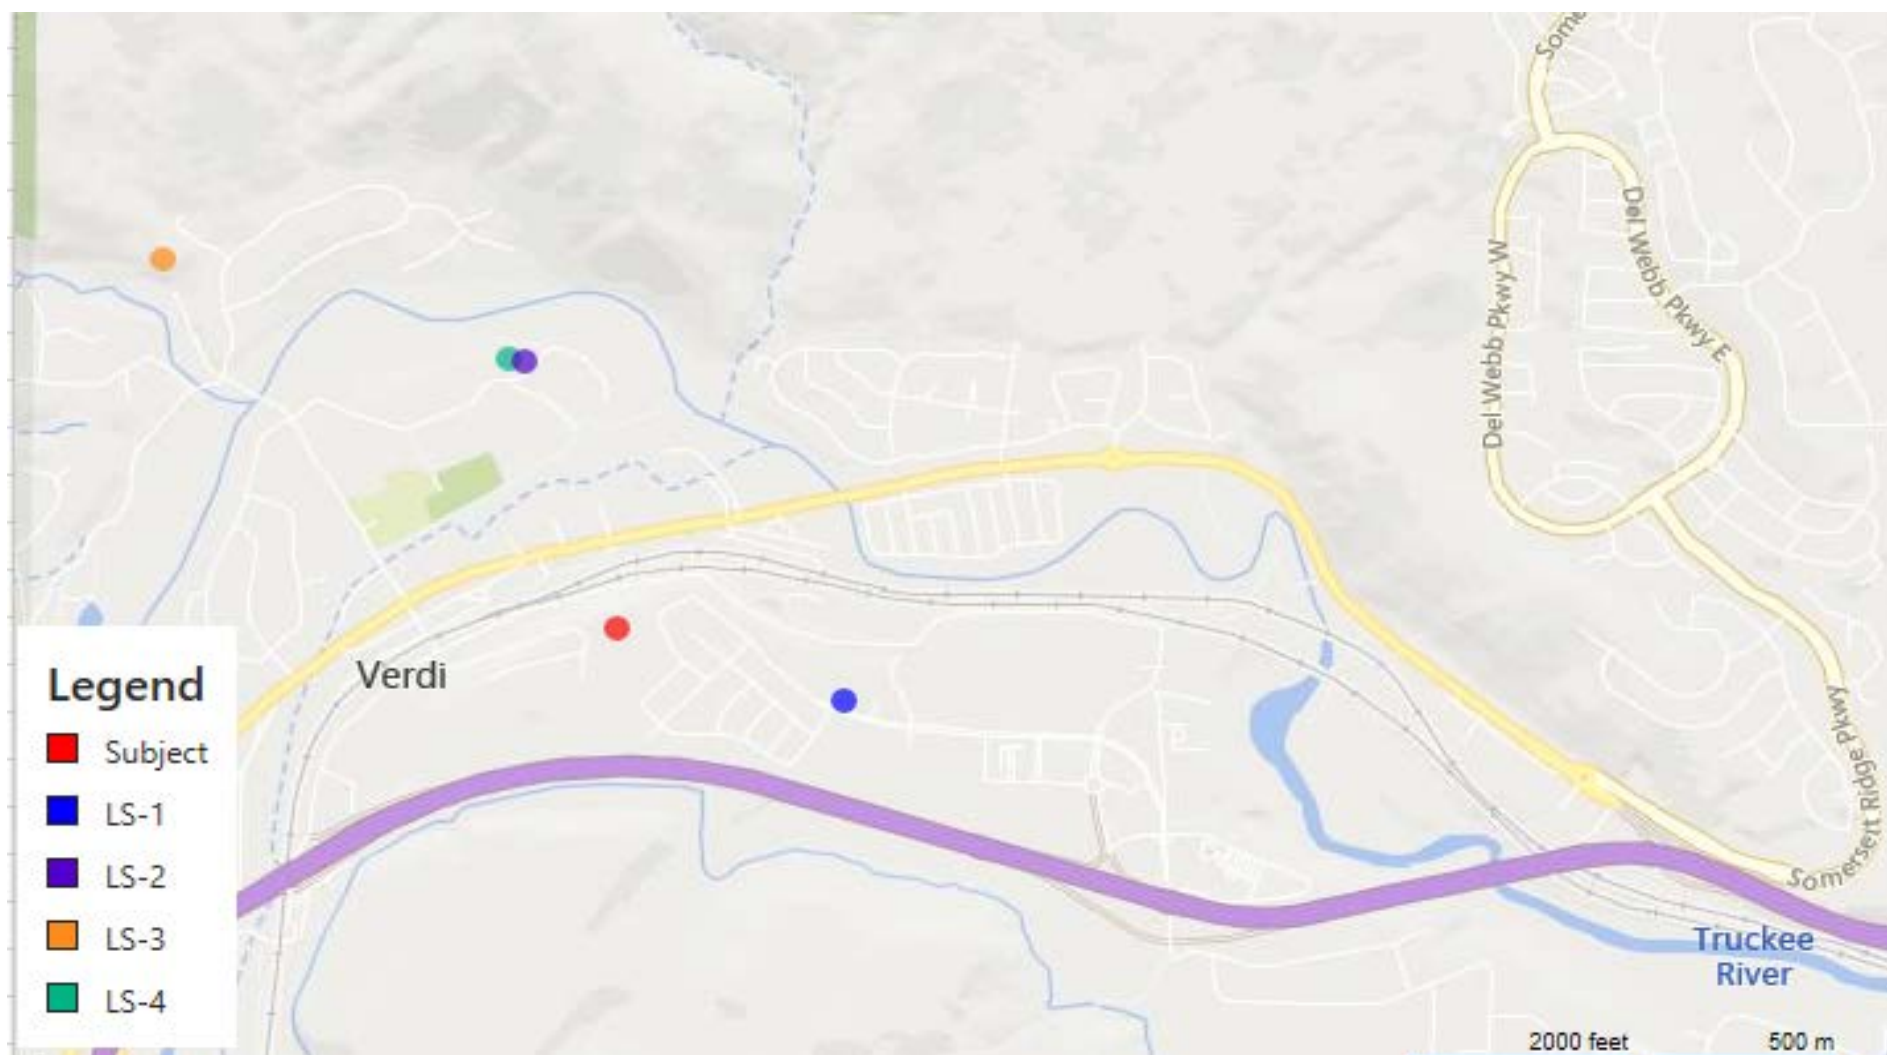 Some
Del Webb Pkwy W
Del Webb Pkwy E
Verdi
Legend
Subject
LS-1
LS-2
LS-3
LS-4
Somersett Ridge Pkwy
Truckee
River
2000 feet
500 m